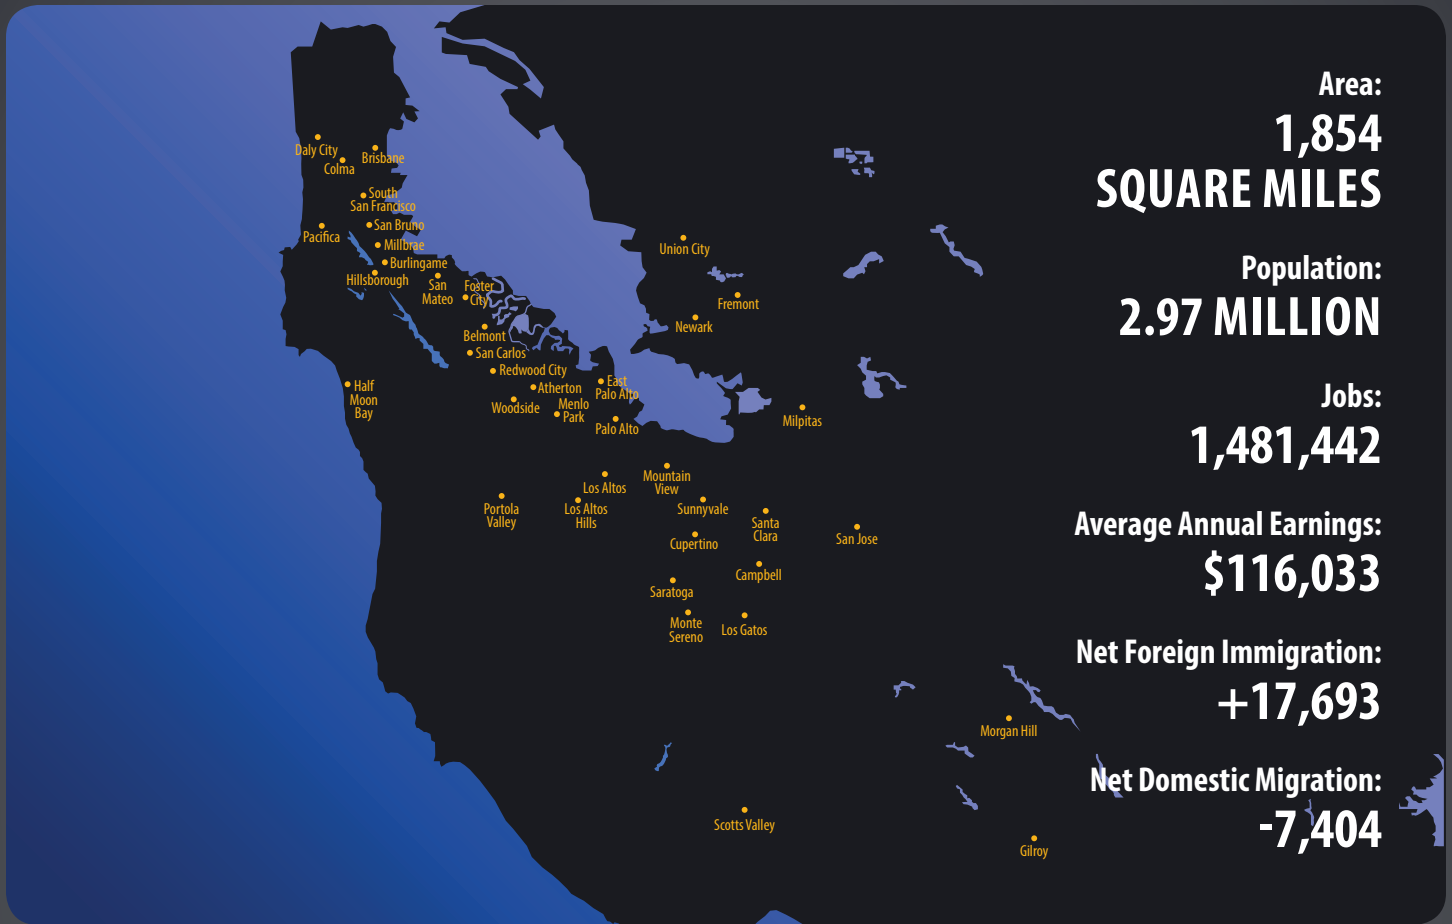 Area:
1,854
SQUARE MILES
Population:
2.97 MILLION
Jobs:
1,481,442
Average Annual Earnings:
$116,033
Net Foreign Immigration:
+17,693
Net Domestic Migration:
-7,404
Daly City
Colma
Brisbane
South
San Francisco
San Bruno
Pacifica
Millbrae
Burlingame
Hillsborough
San
Mateo
Foster
City
Belmont
San Carlos
Redwood City
Atherton
Woodside
Menlo
Park
East
Palo Alto
Palo Alto
Half
Moon
Bay
Union City
Fremont
Newark
Milpitas
Mountain
View
Los Altos
Los Altos
Hills
Portola
Valley
Sunnyvale
Santa
Clara
San Jose
Cupertino
Campbell
Saratoga
Monte
Sereno
Los Gatos
Morgan Hill
Scotts Valley
Gilroy